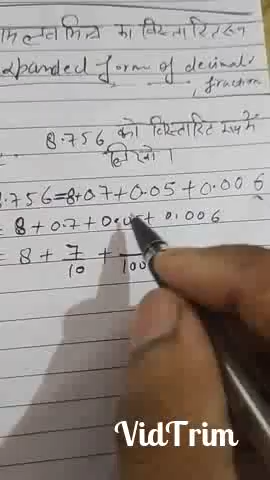 दशमलव भिन्न का विस्तारित रूप
Expanded form of decimal
fraction
8.756 को विस्तारित रूप में
लिखो।
8.756=8+0.7+0.05+0.006
= 8+0.7+0.05+0.006
= 8 + 7/10 + /100
VidTrim